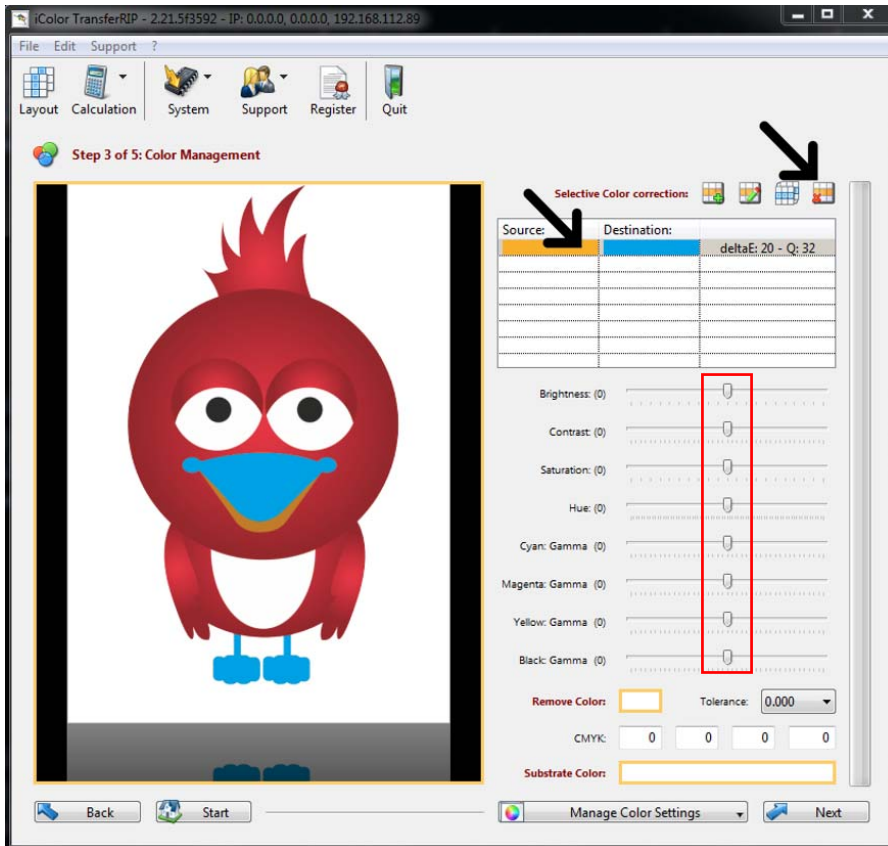 iColor TransferRIP - 2.21.5f3592 - IP: 0.0.0.0, 0.0.0.0, 192.168.112.89
File Edit Support ?
Layout Calculation System Support Register Quit
Step 3 of 5: Color Management
Selective Color correction:
Source: Destination:
deltaE: 20 - Q: 32
Brightness: (0)
Contrast: (0)
Saturation: (0)
Hue: (0)
Cyan: Gamma (0)
Magenta: Gamma (0)
Yellow: Gamma (0)
Black: Gamma (0)
Remove Color: Tolerance: 0.000
CMYK: 0 0 0 0
Substrate Color:
Back Start Manage Color Settings Next